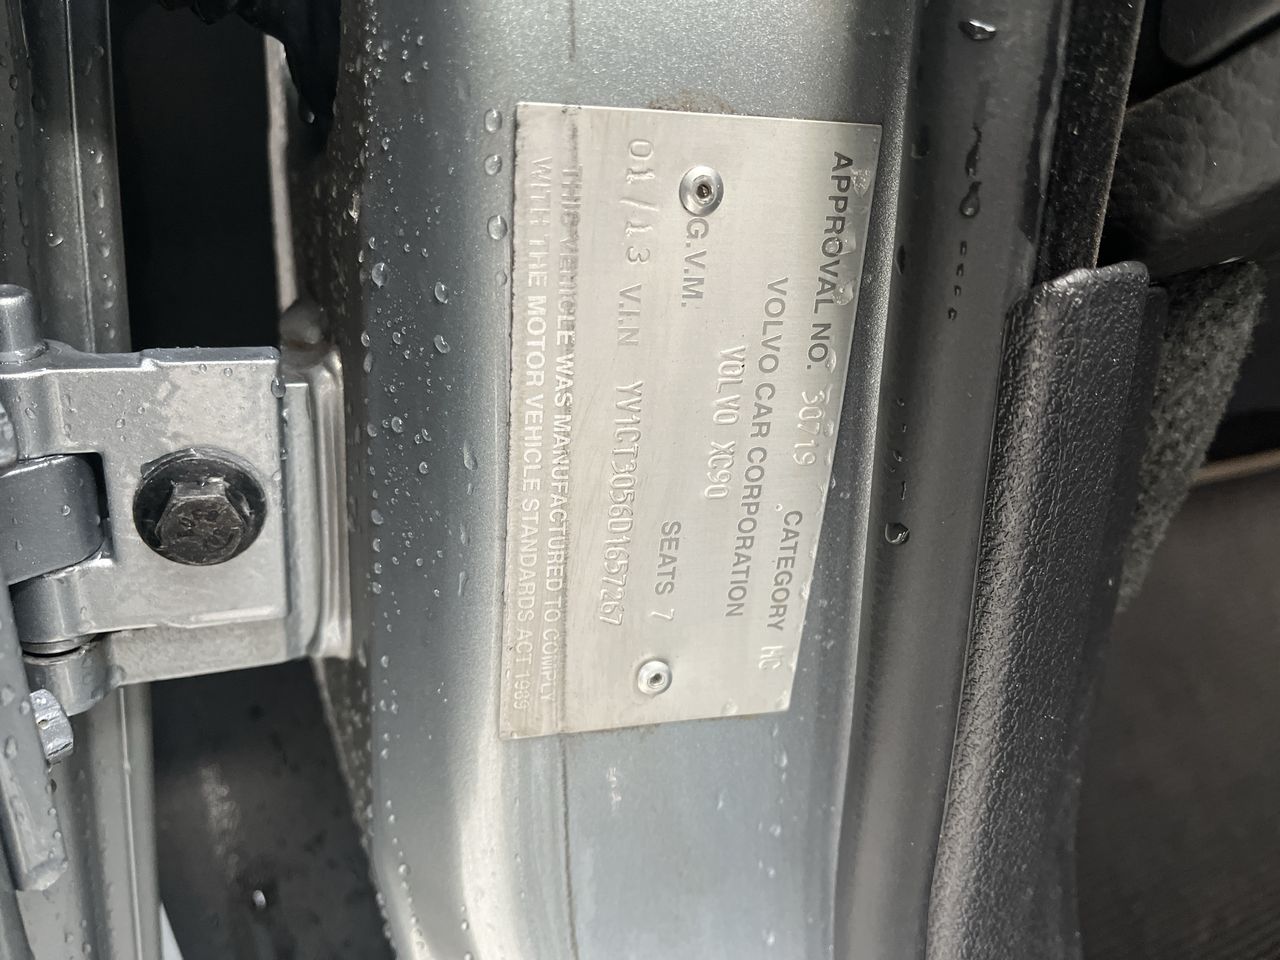 APPROVAL NO. 30719 CATEGORY MC
VOLVO CAR CORPORATION
VOLVO XC90
G.V.M. SEATS 7
01/13 V.I.N YV1CT3056D1657267
THIS VEHICLE WAS MANUFACTURED TO COMPLY
WITH THE MOTOR VEHICLE STANDARDS ACT 1989